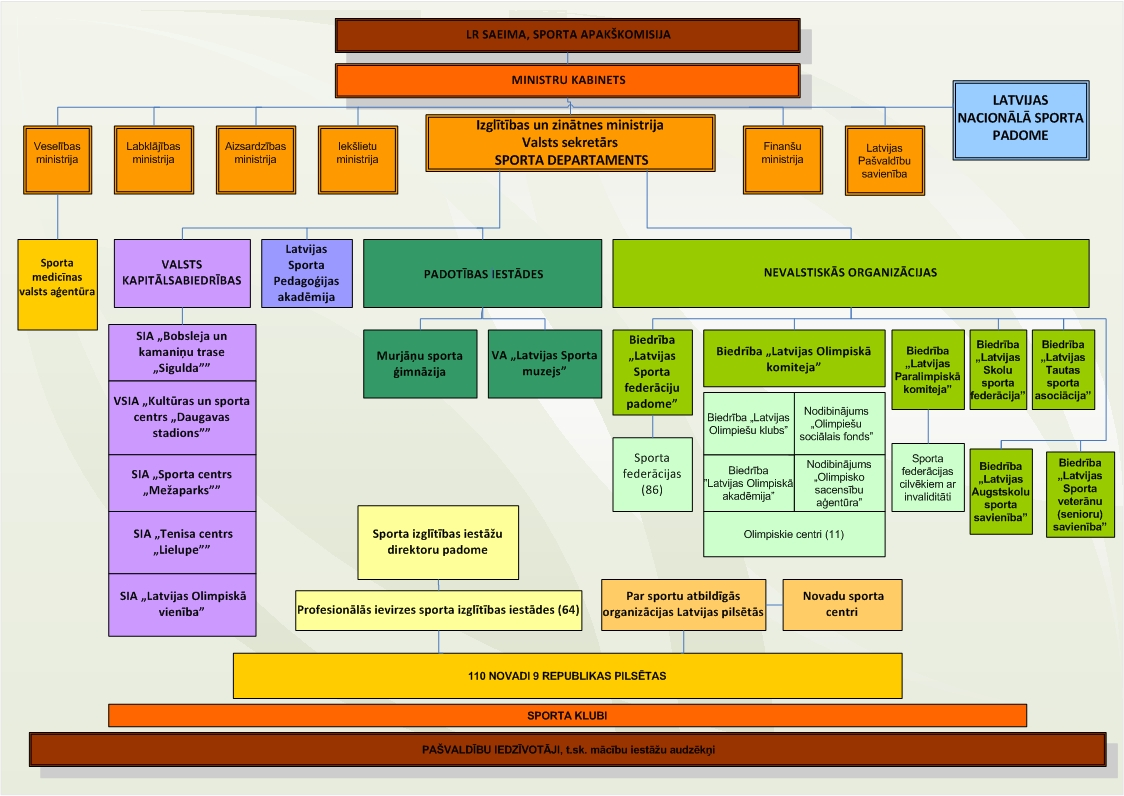 LR SAEIMA, SPORTA APAKŠKOMISIJA
MINISTRU KABINETS
LATVIJAS
NACIONĀLĀ SPORTA
PADOME
Veselības
ministrija
Labklājības
ministrija
Aizsardzības
ministrija
Iekšlietu
ministrija
Izglītības un zinātnes ministrija
Valsts sekretārs
SPORTA DEPARTAMENTS
Finanšu
ministrija
Latvijas
Pašvaldību
savienība
Sporta
medicīnas
valsts aģentūra
VALSTS
KAPITĀLSABIEDRĪBAS
Latvijas
Sporta
Pedagoģijas
akadēmija
PADOTĪBAS IESTĀDES
NEVALSTISKĀS ORGANIZĀCIJAS
SIA „Bobsleja un
kamaniņu trase
„Sigulda””
VSIA „Kultūras un sporta
centrs „Daugavas
stadions””
SIA „Sporta centrs
„Mežaparks””
SIA „Tenisa centrs
„Lielupe””
SIA „Latvijas Olimpiskā
vienība”
Murjāņu sporta
ģimnāzija
VA „Latvijas Sporta
muzejs”
Biedrība
„Latvijas
Sporta
federāciju
padome”
Biedrība „Latvijas Olimpiskā
komiteja”
Biedrība
„Latvijas
Paralimpiskā
komiteja”
Biedrība
„Latvijas
Skolu
sporta
federācija”
Biedrība
„Latvijas
Tautas
sporta
asociācija”
Sporta
federācijas
(86)
Biedrība „Latvijas
Olimpiešu klubs”
Nodibinājums
„Olimpiešu
sociālais fonds”
Biedrība
”Latvijas Olimpiskā
akadēmija”
Nodibinājums
„Olimpisko
sacensību
aģentūra”
Olimpiskie centri (11)
Sporta
federācijas
cilvēkiem ar
invaliditāti
Biedrība
„Latvijas
Augstskolu
sporta
savienība”
Biedrība
„Latvijas
Sporta
veterānu
(senioru)
savienība”
Sporta izglītības iestāžu
direktoru padome
Profesionālās ievirzes sporta izglītības iestādes (64)
Par sportu atbildīgās
organizācijas Latvijas pilsētās
Novadu sporta
centri
110 NOVADI 9 REPUBLIKAS PILSĒTAS
SPORTA KLUBI
PAŠVALDĪBU IEDZĪVOTĀJI, t.sk. mācību iestāžu audzēkņi